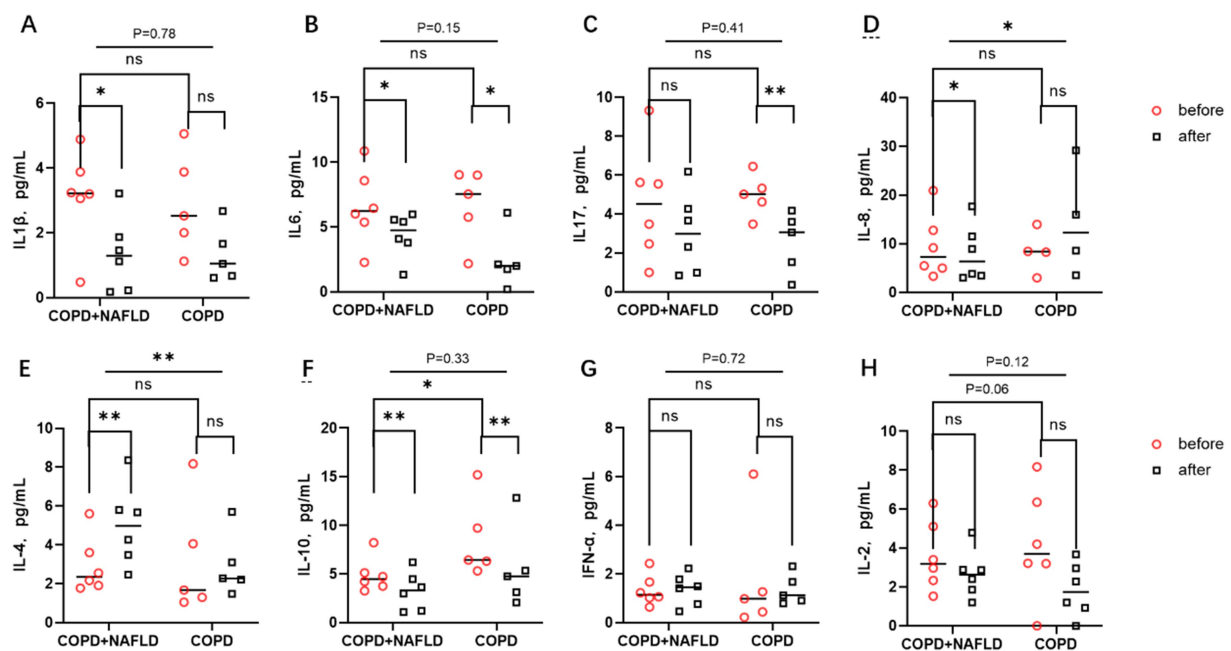 A
P=0.78
ns
*
ns
IL1β, pg/mL
6
4
2
0
COPD+NAFLD
COPD
B
P=0.15
ns
*
*
IL6, pg/mL
15
10
5
0
COPD+NAFLD
COPD
C
P=0.41
ns
ns
**
IL17, pg/mL
10
8
6
4
2
0
COPD+NAFLD
COPD
D
*
ns
*
ns
IL-8, pg/mL
40
30
20
10
0
COPD+NAFLD
COPD
before
after
E
**
ns
**
ns
IL-4, pg/mL
10
8
6
4
2
0
COPD+NAFLD
COPD
F
P=0.33
*
**
**
IL-10, pg/mL
20
15
10
5
0
COPD+NAFLD
COPD
G
P=0.72
ns
ns
ns
IFN-α, pg/mL
8
6
4
2
0
COPD+NAFLD
COPD
H
P=0.12
P=0.06
ns
ns
IL-2, pg/mL
10
8
6
4
2
0
COPD+NAFLD
COPD
before
after